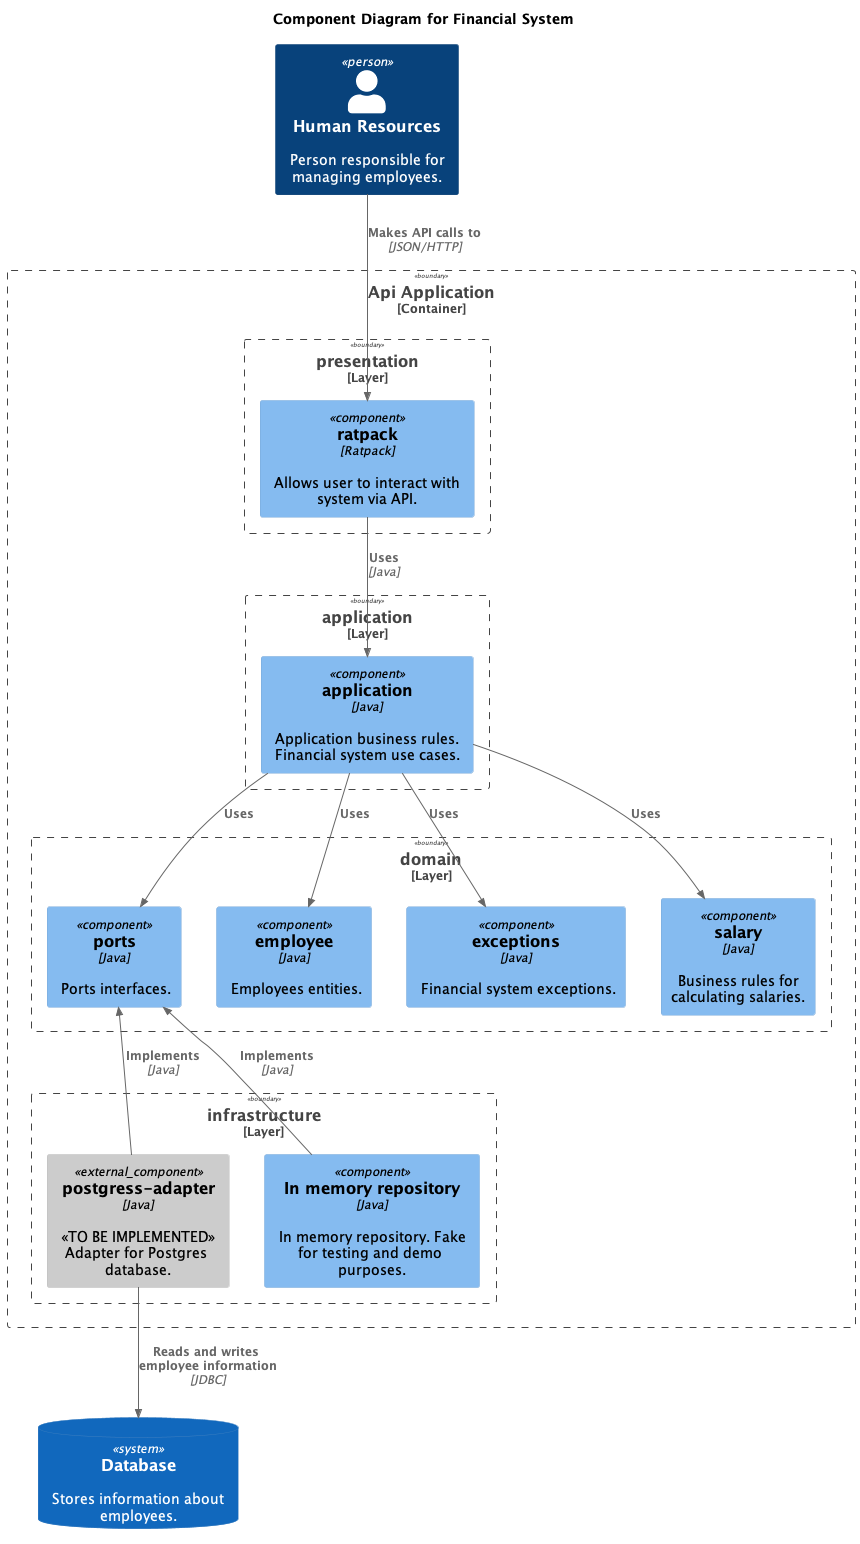 Component Diagram for Financial System
«person»
Human Resources
Person responsible for
managing employees.
Makes API calls to
[JSON/HTTP]
«boundary»
Api Application
[Container]
«boundary»
presentation
[Layer]
«component»
ratpack
[Ratpack]
Allows user to interact with
system via API.
Uses
[Java]
«boundary»
application
[Layer]
«component»
application
[Java]
Application business rules.
Financial system use cases.
Uses
Uses
Uses
Uses
«boundary»
domain
[Layer]
«component»
ports
[Java]
Ports interfaces.
«component»
employee
[Java]
Employees entities.
«component»
exceptions
[Java]
Financial system exceptions.
«component»
salary
[Java]
Business rules for
calculating salaries.
Implements
[Java]
Implements
[Java]
«boundary»
infrastructure
[Layer]
«external_component»
postgress-adapter
[Java]
«TO BE IMPLEMENTED»
Adapter for Postgres
database.
«component»
In memory repository
[Java]
In memory repository. Fake
for testing and demo
purposes.
Reads and writes
employee information
[JDBC]
«system»
Database
Stores information about
employees.